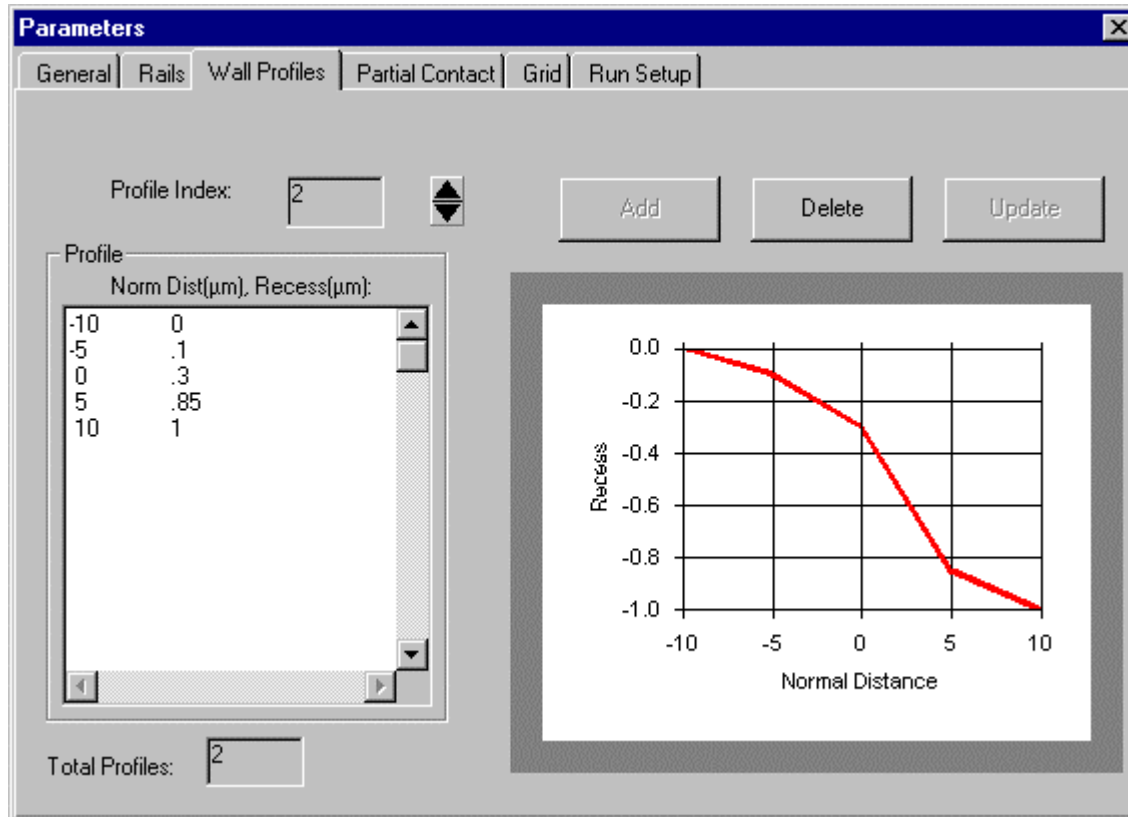 Parameters
General Rails Wall Profiles Partial Contact Grid Run Setup
Profile Index: 2
Add Delete Update
Profile
Norm Dist(µm), Recess(µm):
-10 0
-5 .1
0 .3
5 .85
10 1
Total Profiles: 2
0.0
-0.2
-0.4
-0.6
-0.8
-1.0
Recess
-10 -5 0 5 10
Normal Distance